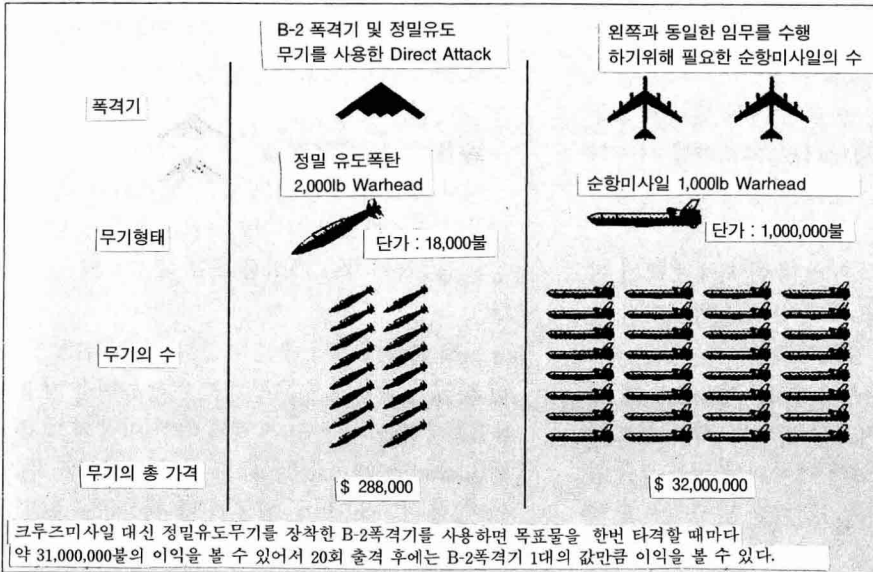 B-2 폭격기 및 정밀유도
무기를 사용한 Direct Attack
왼쪽과 동일한 임무를 수행
하기위해 필요한 순항미사일의 수
폭격기
정밀 유도폭탄
2,000lb Warhead
순항미사일 1,000lb Warhead
무기형태
단가 : 18,000불
단가 : 1,000,000불
무기의 수
무기의 총 가격
$ 288,000
$ 32,000,000
크루즈미사일 대신 정밀유도무기를 장착한 B-2폭격기를 사용하면 목표물을 한번 타격할 때마다
약 31,000,000불의 이익을 볼 수 있어서 20회 출격 후에는 B-2폭격기 1대의 값만큼 이익을 볼 수 있다.